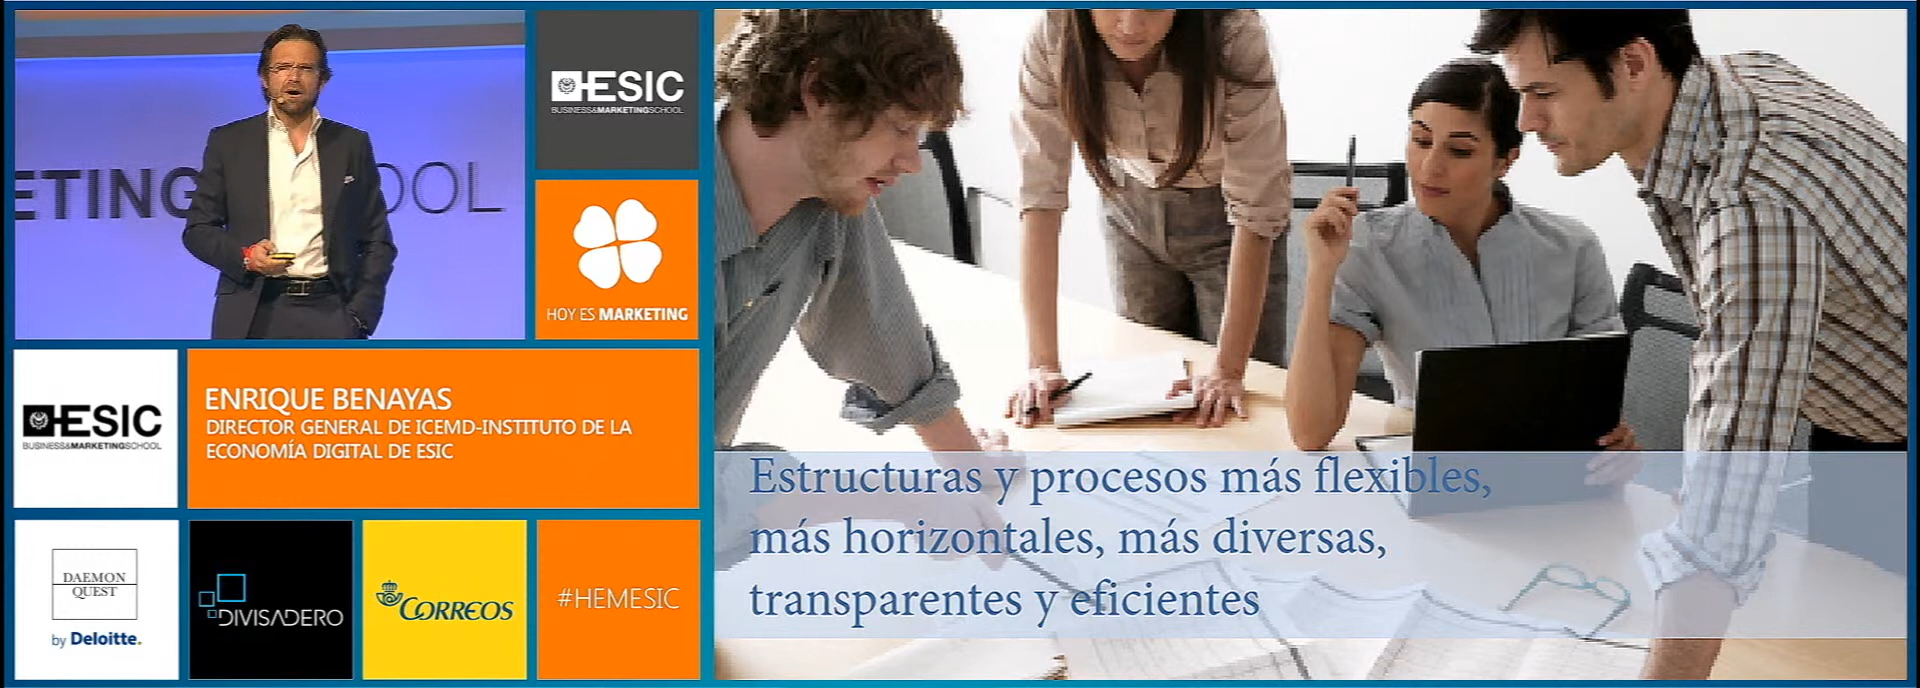 ETING
OOL
HESIC
BUSINESS&MARKETINGSCHOOL
HOY ES MARKETING
HESIC
BUSINESS&MARKETINGSCHOOL
ENRIQUE BENAYAS
DIRECTOR GENERAL DE ICEMD-INSTITUTO DE LA
ECONOMÍA DIGITAL DE ESIC
DAEMON
QUEST
by Deloitte.
DIVISADERO
CORREOS
#HEMESIC
Estructuras y procesos más flexibles,
más horizontales, más diversas,
transparentes y eficientes